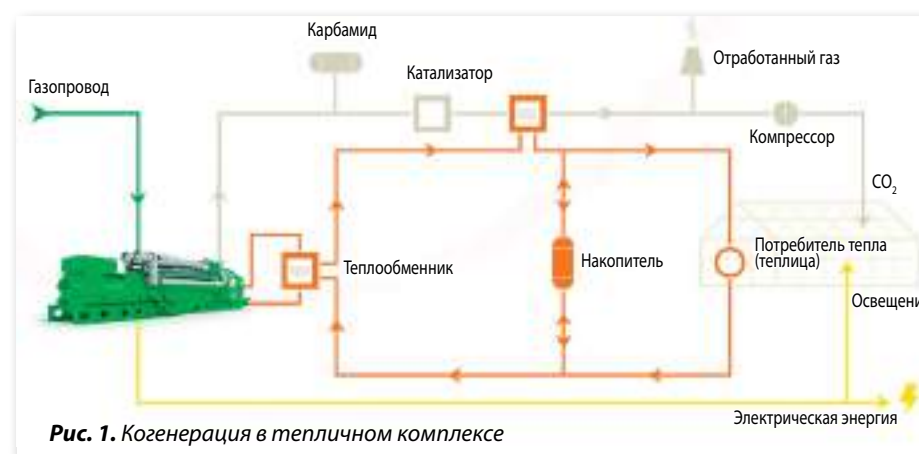 Карбамид
Отработанный газ
Газопровод
Катализатор
Компрессор
CO₂
Теплообменник
Накопитель
Потребитель тепла
(теплица)
Освещени
Электрическая энергия
Рис. 1. Когенерация в тепличном комплексе